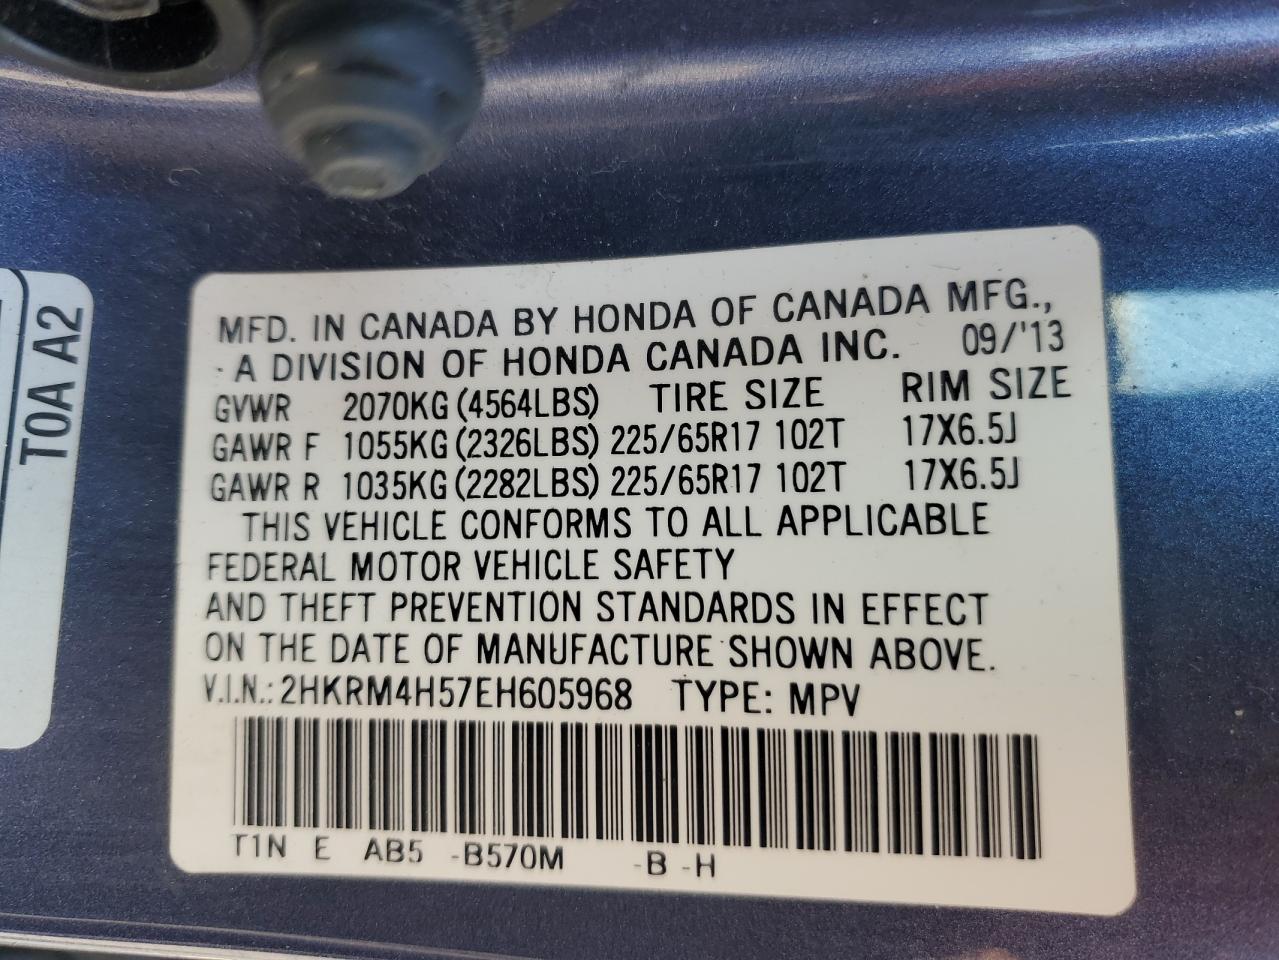 MFD. IN CANADA BY HONDA OF CANADA MFG.,
A DIVISION OF HONDA CANADA INC. 09/'13
GVWR 2070KG (4564LBS) TIRE SIZE RIM SIZE
GAWR F 1055KG (2326LBS) 225/65R17 102T 17X6.5J
GAWR R 1035KG (2282LBS) 225/65R17 102T 17X6.5J
THIS VEHICLE CONFORMS TO ALL APPLICABLE
FEDERAL MOTOR VEHICLE SAFETY
AND THEFT PREVENTION STANDARDS IN EFFECT
ON THE DATE OF MANUFACTURE SHOWN ABOVE.
V.I.N.: 2HKRM4H57EH605968 TYPE: MPV
T1N E AB5 -B570M -B -H
T0A A2